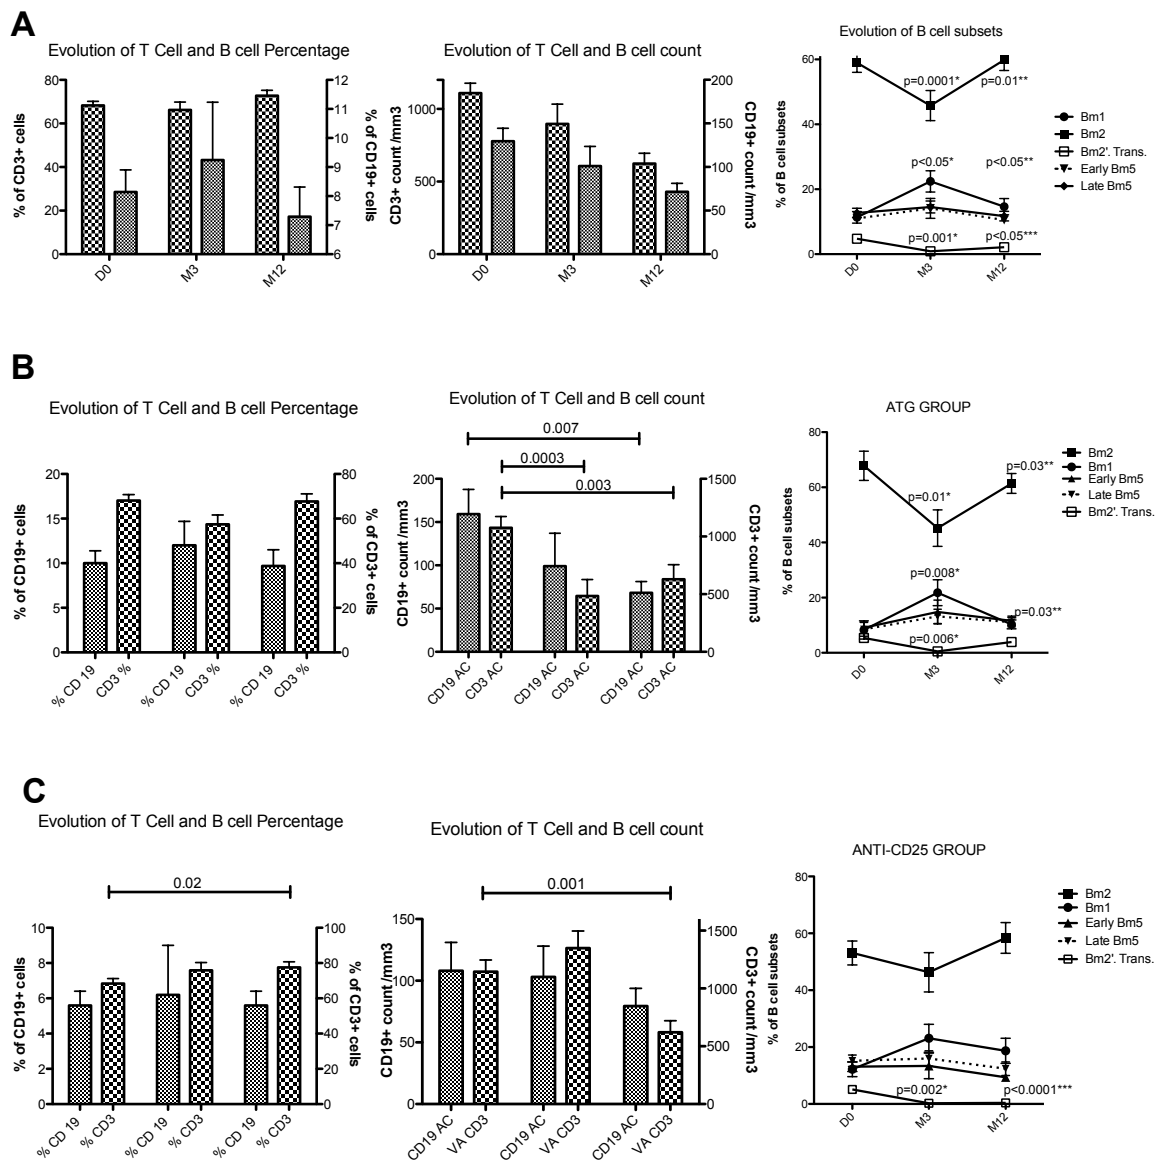 A
Evolution of T Cell and B cell Percentage
% of CD3+ cells
80
60
40
20
0
12
11
10
9
8
7
6
% of CD19+ cells
D0
M3
M12
Evolution of T Cell and B cell count
CD3+ count /mm3
1000
500
0
200
150
100
50
0
CD19+ count /mm3
D0
M3
M12
Evolution of B cell subsets
% of B cell subsets
60
40
20
0
p=0.0001*
p=0.01**
p<0.05*
p<0.05**
p=0.001*
p<0.05***
D0
M3
M12
Bm1
Bm2
Bm2'. Trans.
Early Bm5
Late Bm5
B
Evolution of T Cell and B cell Percentage
% of CD19+ cells
20
15
10
5
0
80
60
40
20
0
% of CD3+ cells
% CD 19
CD3 %
% CD 19
CD3 %
% CD 19
CD3 %
Evolution of T Cell and B cell count
0.007
0.0003
0.003
CD19+ count /mm3
200
150
100
50
0
1500
1000
500
0
CD3+ count /mm3
CD19 AC
CD3 AC
CD19 AC
CD3 AC
CD19 AC
CD3 AC
ATG GROUP
% of B cell subsets
80
60
40
20
0
p=0.01*
p=0.03**
p=0.008*
p=0.03**
p=0.006*
D0
M3
M12
Bm2
Bm1
Early Bm5
Late Bm5
Bm2'. Trans.
C
Evolution of T Cell and B cell Percentage
0.02
% of CD19+ cells
10
8
6
4
2
0
100
80
60
40
20
0
% of CD3+ cells
% CD 19
% CD3
% CD 19
% CD3
% CD 19
% CD3
Evolution of T Cell and B cell count
0.001
CD19+ count /mm3
150
100
50
0
1500
1000
500
0
CD3+ count /mm3
CD19 AC
VA CD3
CD19 AC
VA CD3
CD19 AC
VA CD3
ANTI-CD25 GROUP
% of B cell subsets
80
60
40
20
0
p=0.002*
p<0.0001***
D0
M3
M12
Bm2
Bm1
Early Bm5
Late Bm5
Bm2'. Trans.